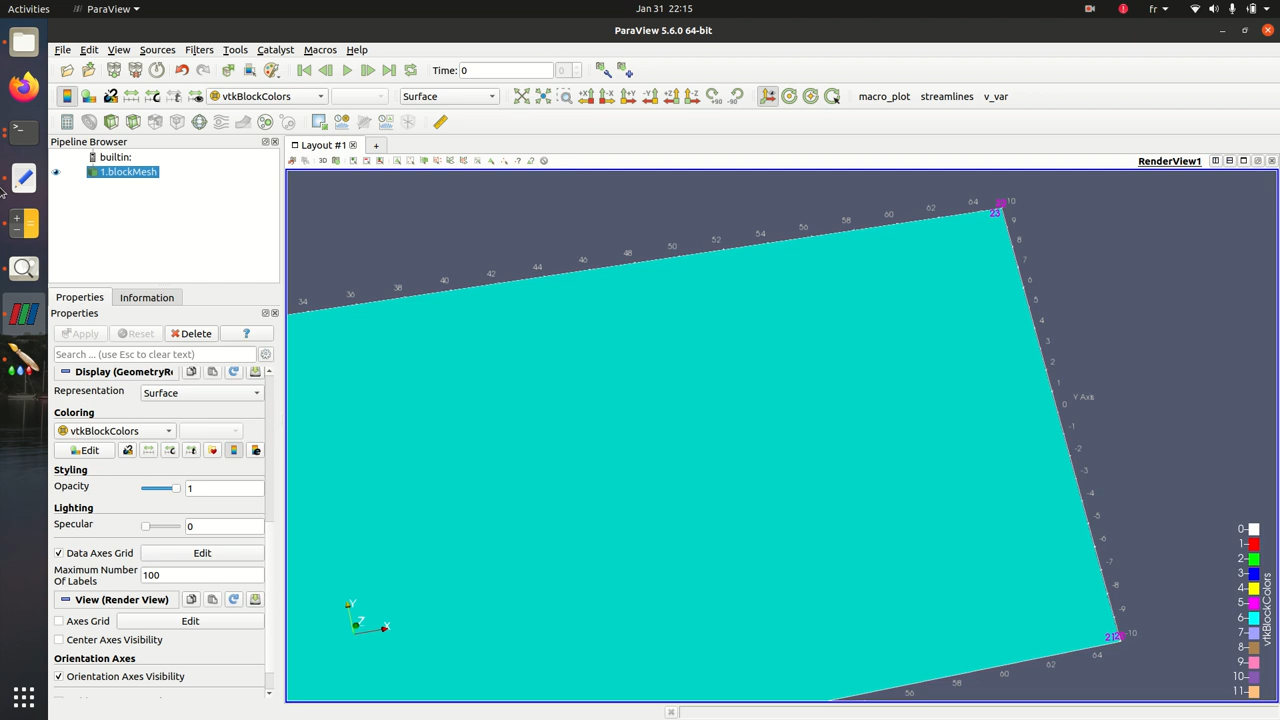 Activities ParaView Jan 31 22:15 fr
ParaView 5.6.0 64-bit
File Edit View Sources Filters Tools Catalyst Macros Help
Time: 0 0
vtkBlockColors Surface +X -X +Y -Y +Z -Z +90 -90 macro_plot streamlines v_var
Pipeline Browser
Layout #1 +
builtin:
1.blockMesh
3D RenderView1
Properties Information
Properties
Apply Reset Delete ?
Search ... (use Esc to clear text)
Display (GeometryRe
Representation Surface
Coloring
vtkBlockColors
Edit
Styling
Opacity 1
Lighting
Specular 0
Data Axes Grid Edit
Maximum Number
Of Labels 100
View (Render View)
Axes Grid Edit
Center Axes Visibility
Orientation Axes
Orientation Axes Visibility
34 36 38 40 42 44 46 48 50 52 54 56 58 60 62 64
23
10
9
8
7
6
5
4
3
2
1
0 Y Axis
-1
-2
-3
-4
-5
-6
-7
-8
-9
-10
21
56 58 60 62 64
Y
Z
X
0
1
2
3
4
5
6
7
8
9
10
11
vtkBlockColors